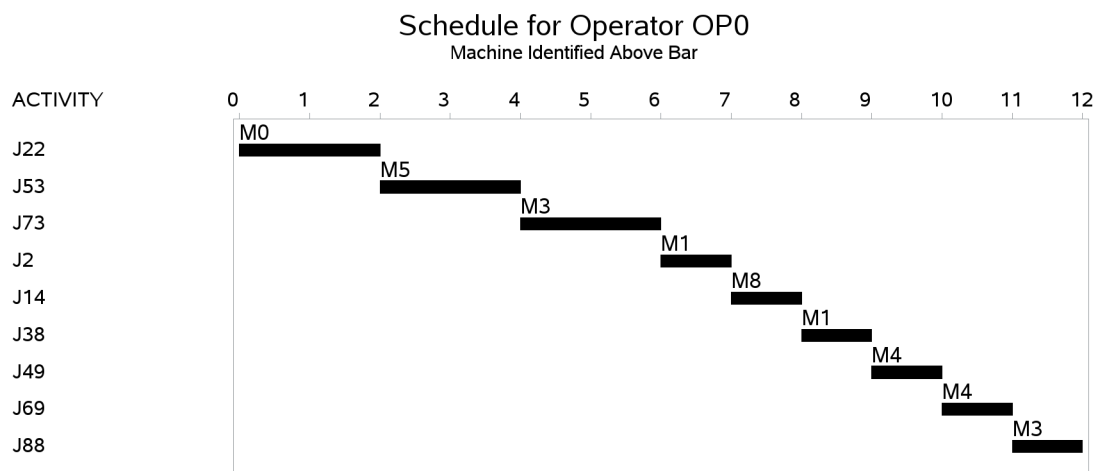 Schedule for Operator OP0
Machine Identified Above Bar
ACTIVITY 0 1 2 3 4 5 6 7 8 9 10 11 12
M0
J22
M5
J53
M3
J73
M1
J2
M8
J14
M1
J38
M4
J49
M4
J69
M3
J88